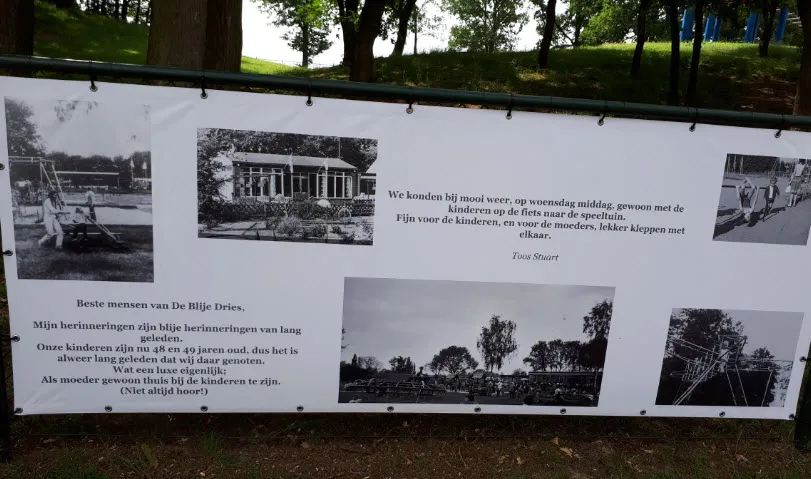 Beste mensen van De Blije Dries,
Mijn herinneringen zijn blije herinneringen van lang
geleden.
Onze kinderen zijn nu 48 en 49 jaren oud, dus het is
alweer lang geleden dat wij daar genoten.
Wat een luxe eigenlijk;
Als moeder gewoon thuis bij de kinderen te zijn.
(Niet altijd hoor!)
We konden bij mooi weer, op woensdag middag, gewoon met de
kinderen op de fiets naar de speeltuin.
Fijn voor de kinderen, en voor de moeders, lekker kleppen met
elkaar.
Toos Stuart